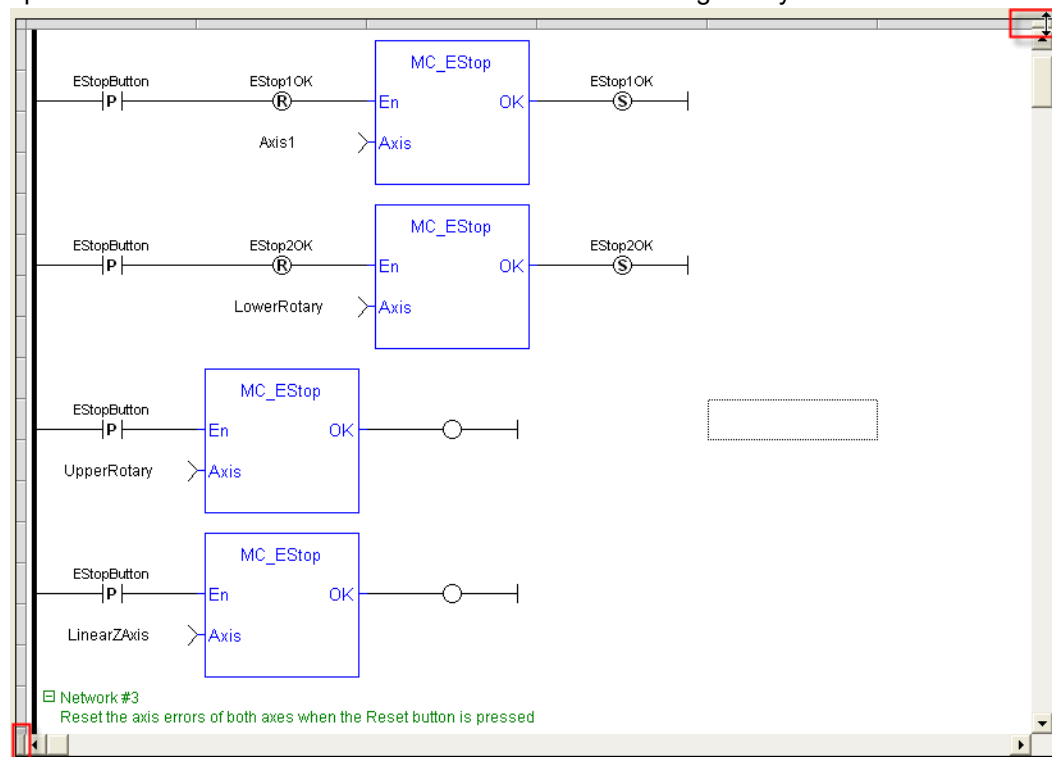 MC_EStop
EStopButton EStop1OK EStop1OK
P R En OK S
Axis1 Axis
MC_EStop
EStopButton EStop2OK EStop2OK
P R En OK S
LowerRotary Axis
MC_EStop
EStopButton
P En OK
UpperRotary Axis
MC_EStop
EStopButton
P En OK
LinearZAxis Axis
Network #3
Reset the axis errors of both axes when the Reset button is pressed